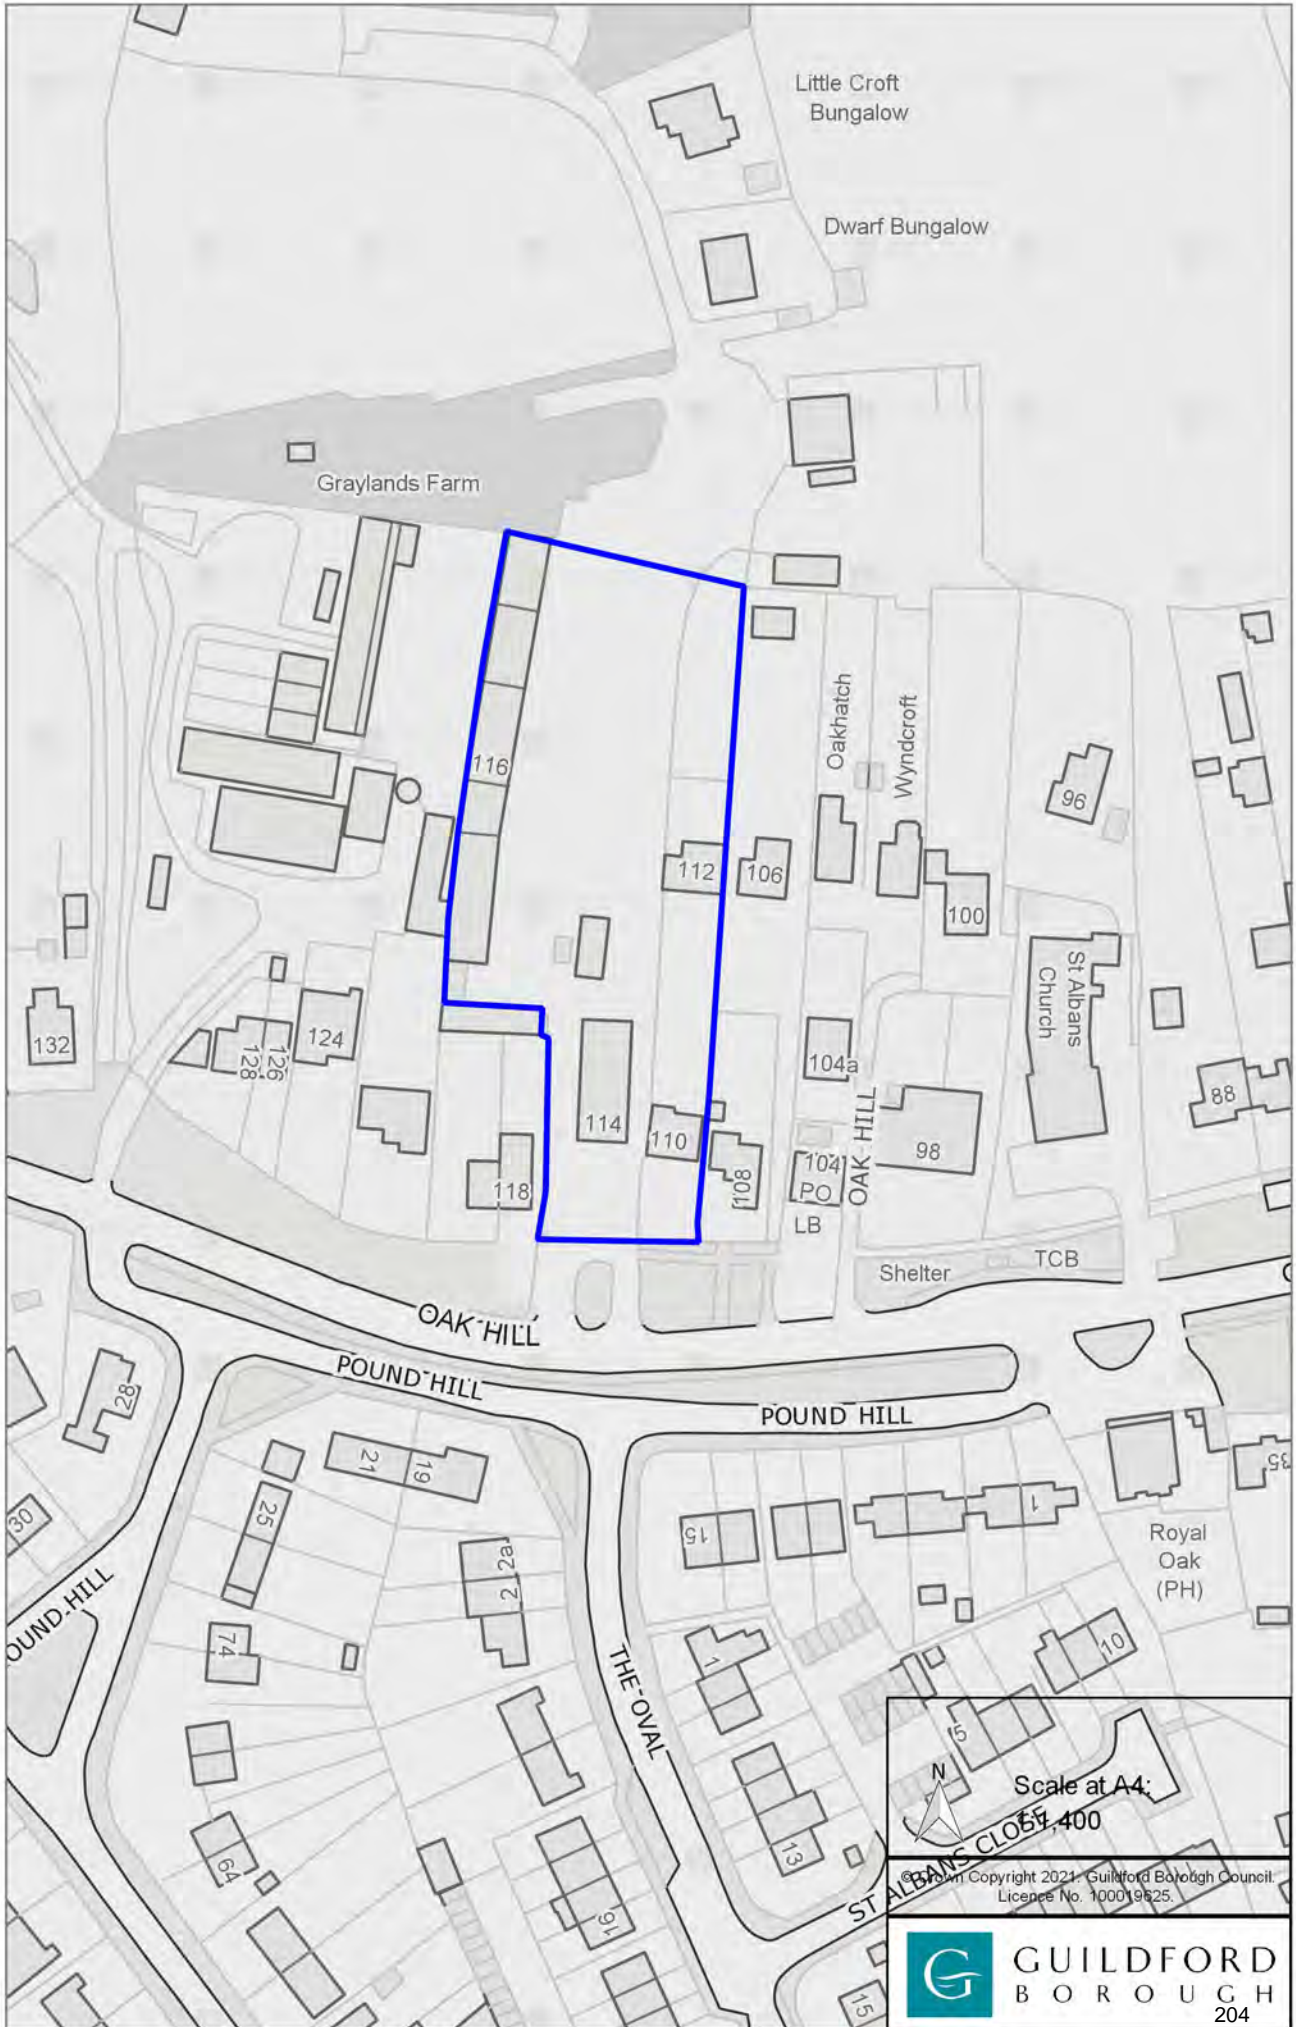 Little Croft
Bungalow
Dwarf Bungalow
Graylands Farm
Oakhatch
Wyndcroft
116
96
112
106
100
St Albans
Church
132
128
126
124
104a
88
114
110
OAK HILL
98
118
108
104
PO
LB
Shelter
TCB
OAK HILL
POUND HILL
POUND HILL
28
21
19
25
30
15
1
35
Royal
Oak
(PH)
2a
2
74
THE OVAL
1
10
5
N
Scale at A4:
1:1,400
64
13
16
ST ALBANS CLOSE
© Crown Copyright 2021. Guildford Borough Council.
Licence No. 100019625.
15
G
GUILDFORD
BOROUGH
204